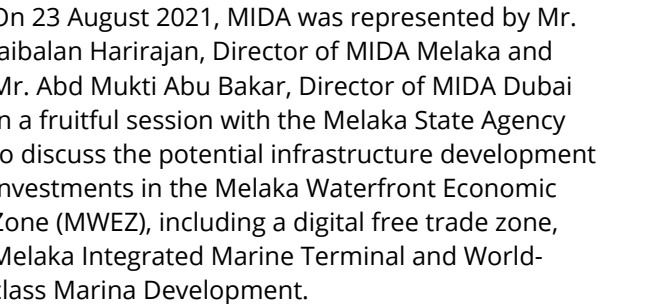 On 23 August 2021, MIDA was represented by Mr.
aibalan Harirajan, Director of MIDA Melaka and
Mr. Abd Mukti Abu Bakar, Director of MIDA Dubai
in a fruitful session with the Melaka State Agency
to discuss the potential infrastructure development
investments in the Melaka Waterfront Economic
Zone (MWEZ), including a digital free trade zone,
Melaka Integrated Marine Terminal and World-
class Marina Development.